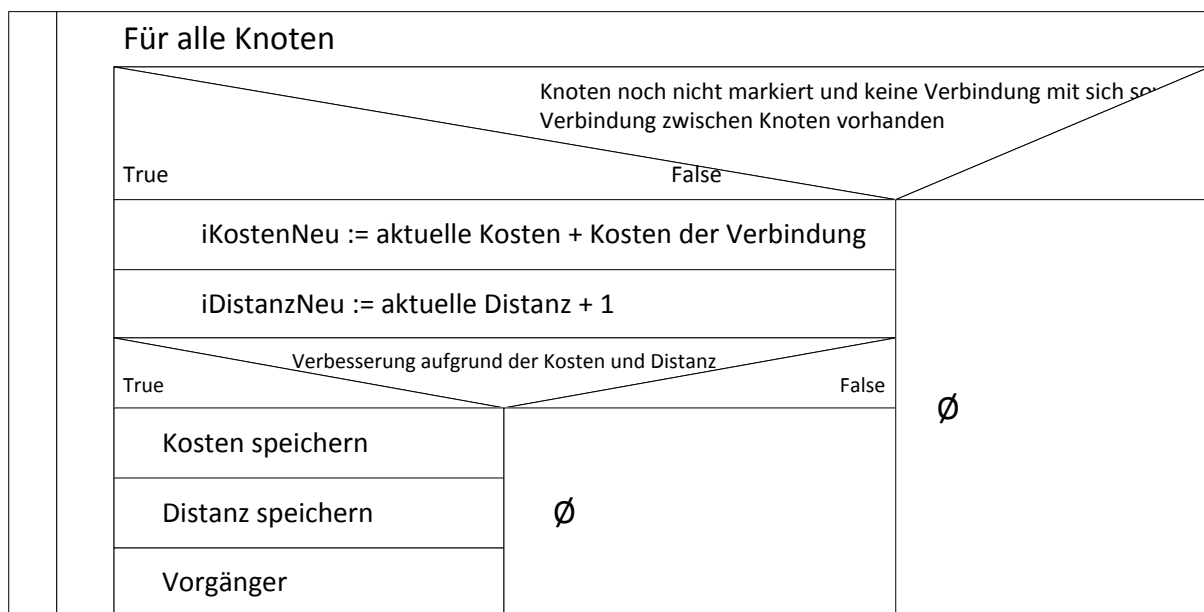 Für alle Knoten
Knoten noch nicht markiert und keine Verbindung mit sich
Verbindung zwischen Knoten vorhanden
True False
iKostenNeu := aktuelle Kosten + Kosten der Verbindung
iDistanzNeu := aktuelle Distanz + 1
Verbesserung aufgrund der Kosten und Distanz
True False
Ø
Kosten speichern
Distanz speichern
Ø
Vorgänger